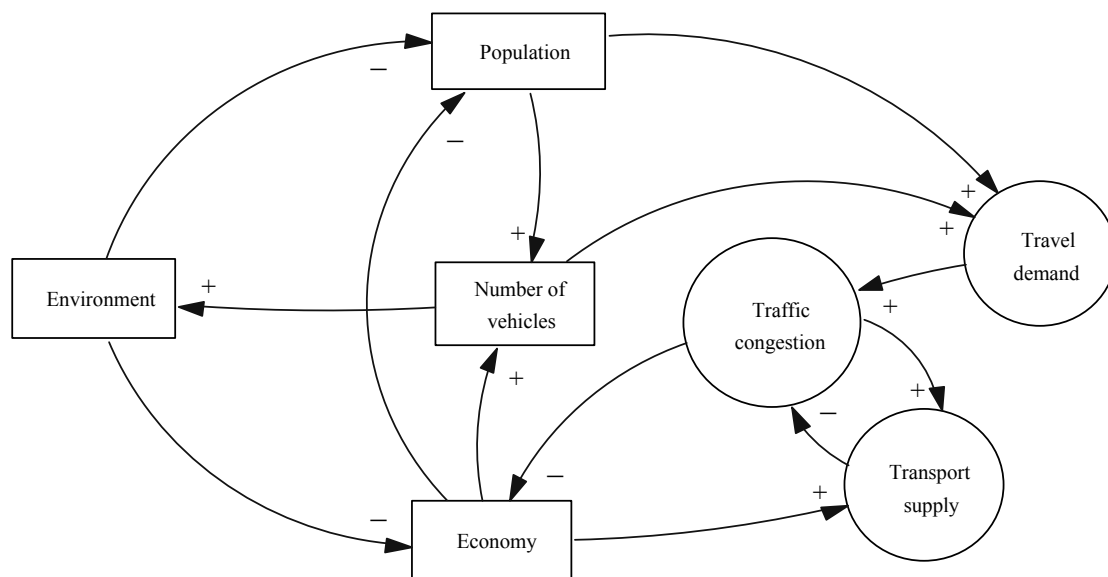 Population
−
−
+
+
+
Travel
demand
Environment
+
Number of
vehicles
Traffic
congestion
+
+
+
−
Transport
supply
−
+
−
Economy